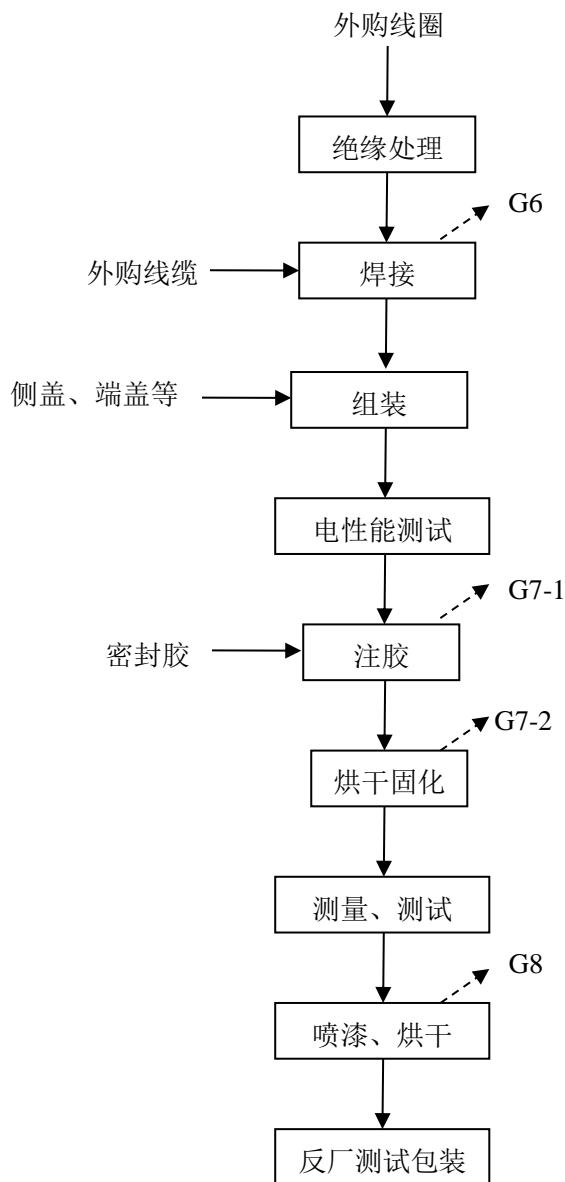 外购线圈
绝缘处理
G6
外购线缆
焊接
侧盖、端盖等
组装
电性能测试
G7-1
密封胶
注胶
G7-2
烘干固化
测量、测试
G8
喷漆、烘干
反厂测试包装